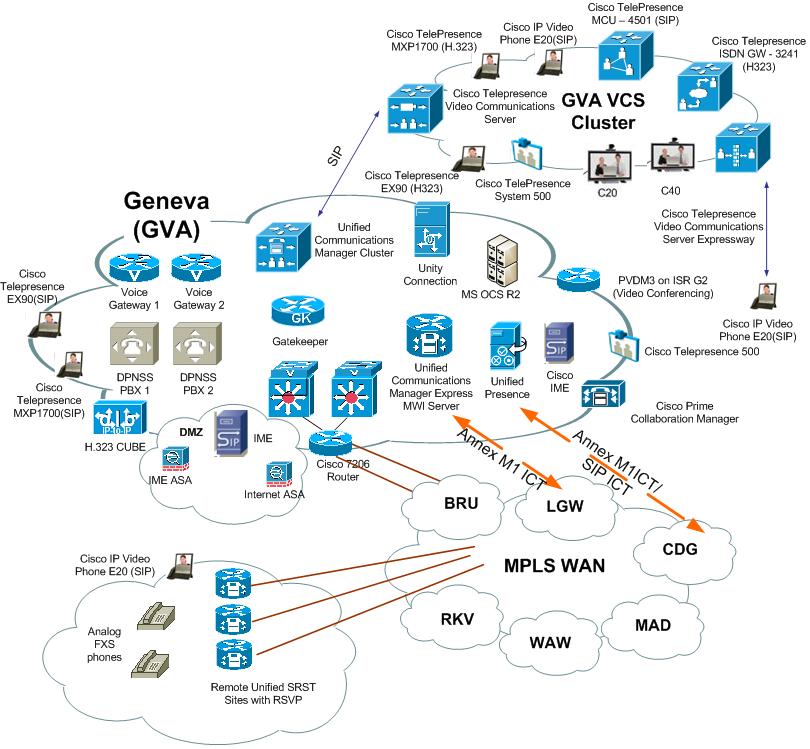 Cisco TelePresence
MCU – 4501 (SIP)
Cisco TelePresence
MXP1700 (H.323)
Cisco IP Video
Phone E20(SIP)
Cisco Telepresence
ISDN GW - 3241
(H323)
Cisco Telepresence
Video Communications
Server
GVA VCS
Cluster
SIP
Cisco Telepresence
EX90 (H323)
Cisco TelePresence
System 500
C20
C40
Cisco Telepresence
Video Communications
Server Expressway
Geneva
(GVA)
Unified
Communications
Manager Cluster
Unity
Connection
MS OCS R2
PVDM3 on ISR G2
(Video Conferencing)
Cisco
Telepresence
EX90(SIP)
Voice
Gateway 1
Voice
Gateway 2
GK
Gatekeeper
Cisco IP Video
Phone E20(SIP)
Cisco Telepresence 500
DPNSS
PBX 1
DPNSS
PBX 2
Unified
Communications
Manager Express
MWI Server
Unified
Presence
SIP
Cisco
IME
Cisco
Telepresence
MXP1700(SIP)
Cisco Prime
Collaboration Manager
IP-to-IP
H.323 CUBE
DMZ
SIP
IME
IME ASA
Internet ASA
Cisco 7206
Router
Annex M1 ICT
Annex M1ICT/
SIP ICT
BRU
LGW
CDG
MPLS WAN
RKV
WAW
MAD
Cisco IP Video
Phone E20 (SIP)
Analog
FXS
phones
Remote Unified SRST
Sites with RSVP